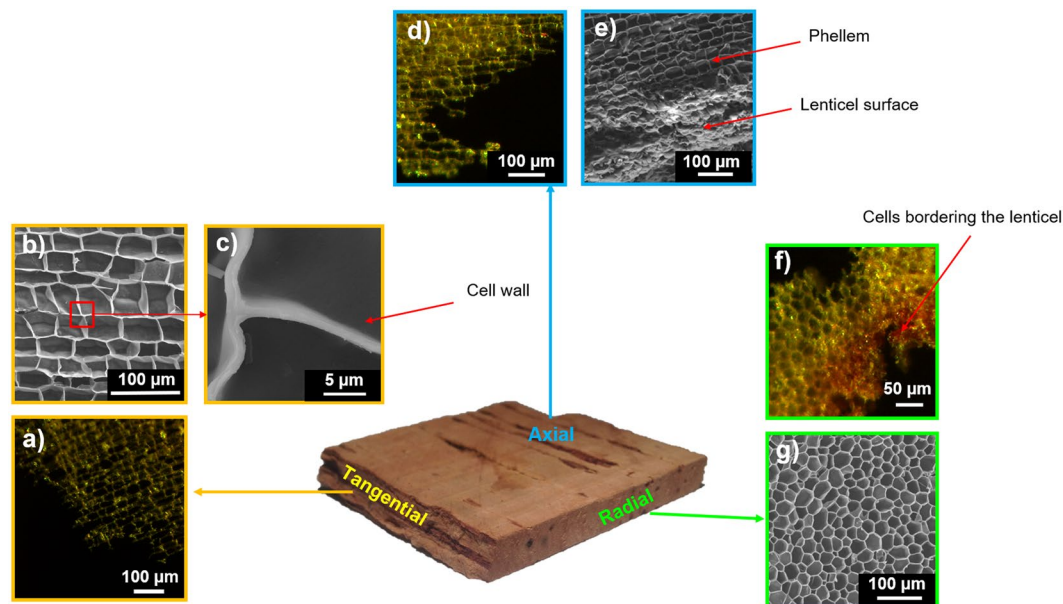 d)
100 µm
e)
100 µm
Phellem
Lenticel surface
b)
100 µm
c)
5 µm
Cell wall
Cells bordering the lenticel
f)
50 µm
a)
100 µm
Axial
Tangential
Radial
g)
100 µm